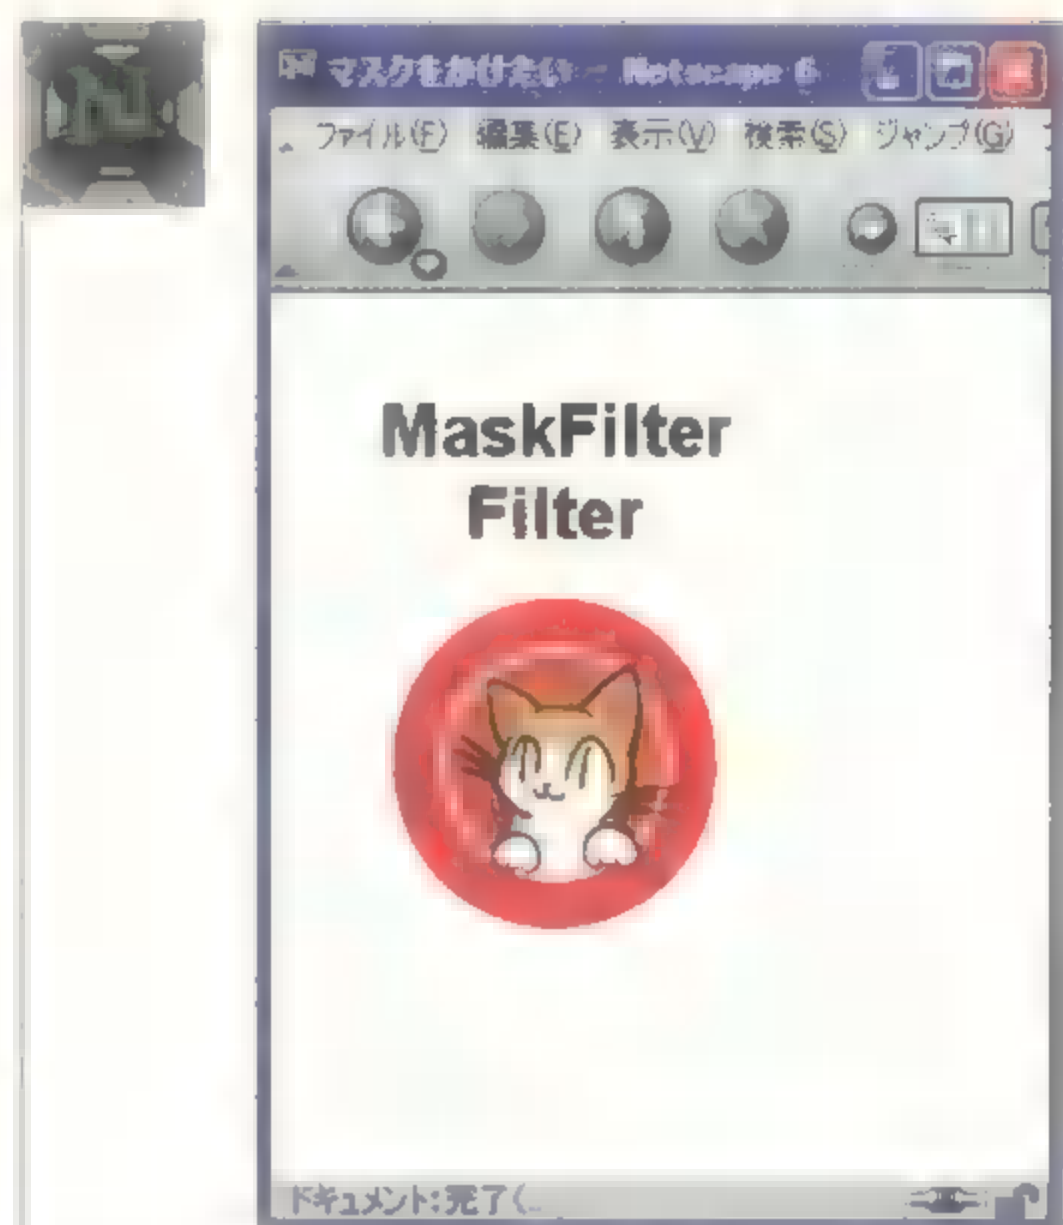 N
マスクをかけたい - Netscape 6
ファイル(F) 編集(E) 表示(V) 検索(S) ジャンプ(G)
MaskFilter
Filter
ドキュメント: 完了(...